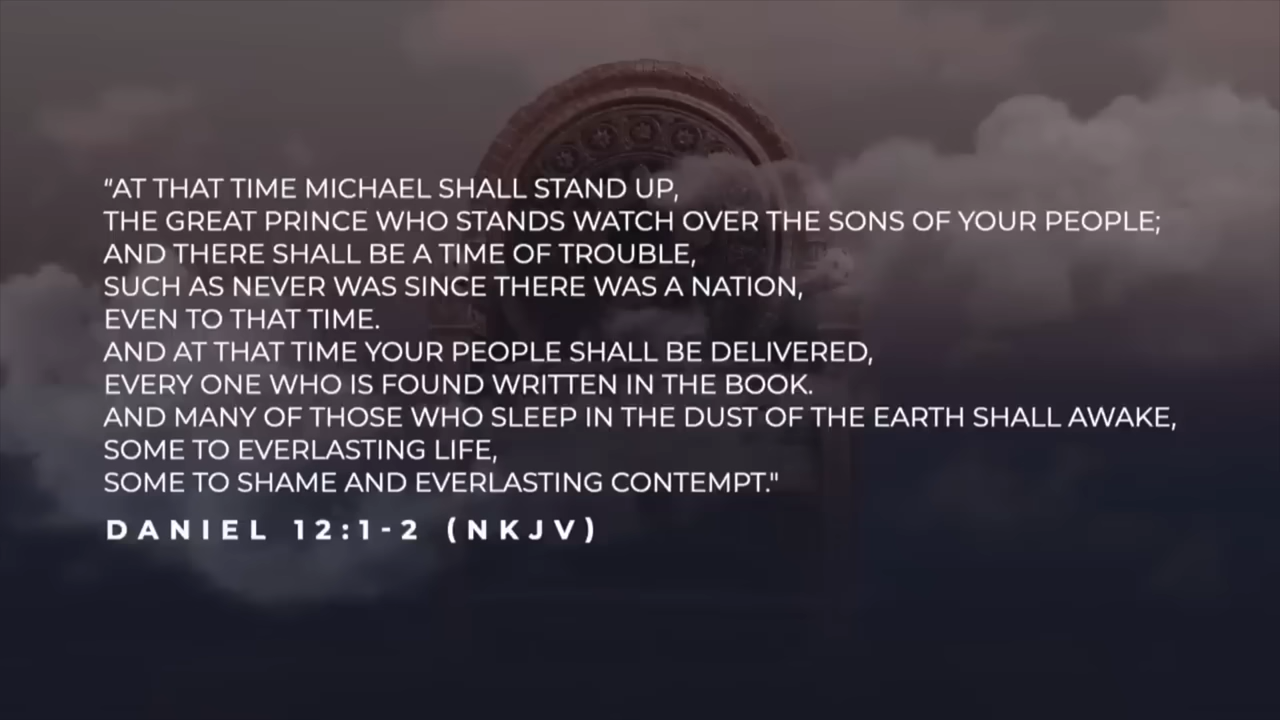 “AT THAT TIME MICHAEL SHALL STAND UP,
THE GREAT PRINCE WHO STANDS WATCH OVER THE SONS OF YOUR PEOPLE;
AND THERE SHALL BE A TIME OF TROUBLE,
SUCH AS NEVER WAS SINCE THERE WAS A NATION,
EVEN TO THAT TIME.
AND AT THAT TIME YOUR PEOPLE SHALL BE DELIVERED,
EVERY ONE WHO IS FOUND WRITTEN IN THE BOOK.
AND MANY OF THOSE WHO SLEEP IN THE DUST OF THE EARTH SHALL AWAKE,
SOME TO EVERLASTING LIFE,
SOME TO SHAME AND EVERLASTING CONTEMPT."
DANIEL 12:1-2 (NKJV)